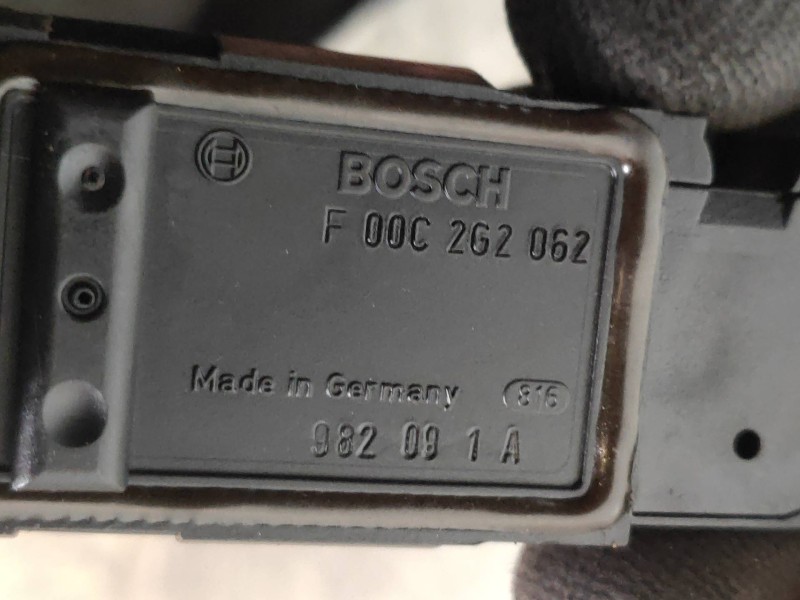 BOSCH
F 00C 2G2 062
Made in Germany 816
982 09 1 A